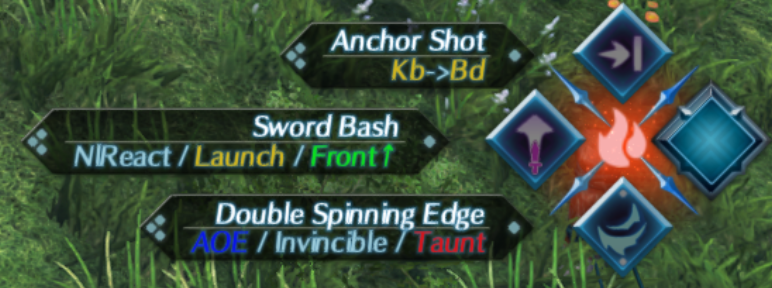 Anchor Shot
Kb->Bd
Sword Bash
NlReact / Launch / Front↑
Double Spinning Edge
AOE / Invincible / Taunt